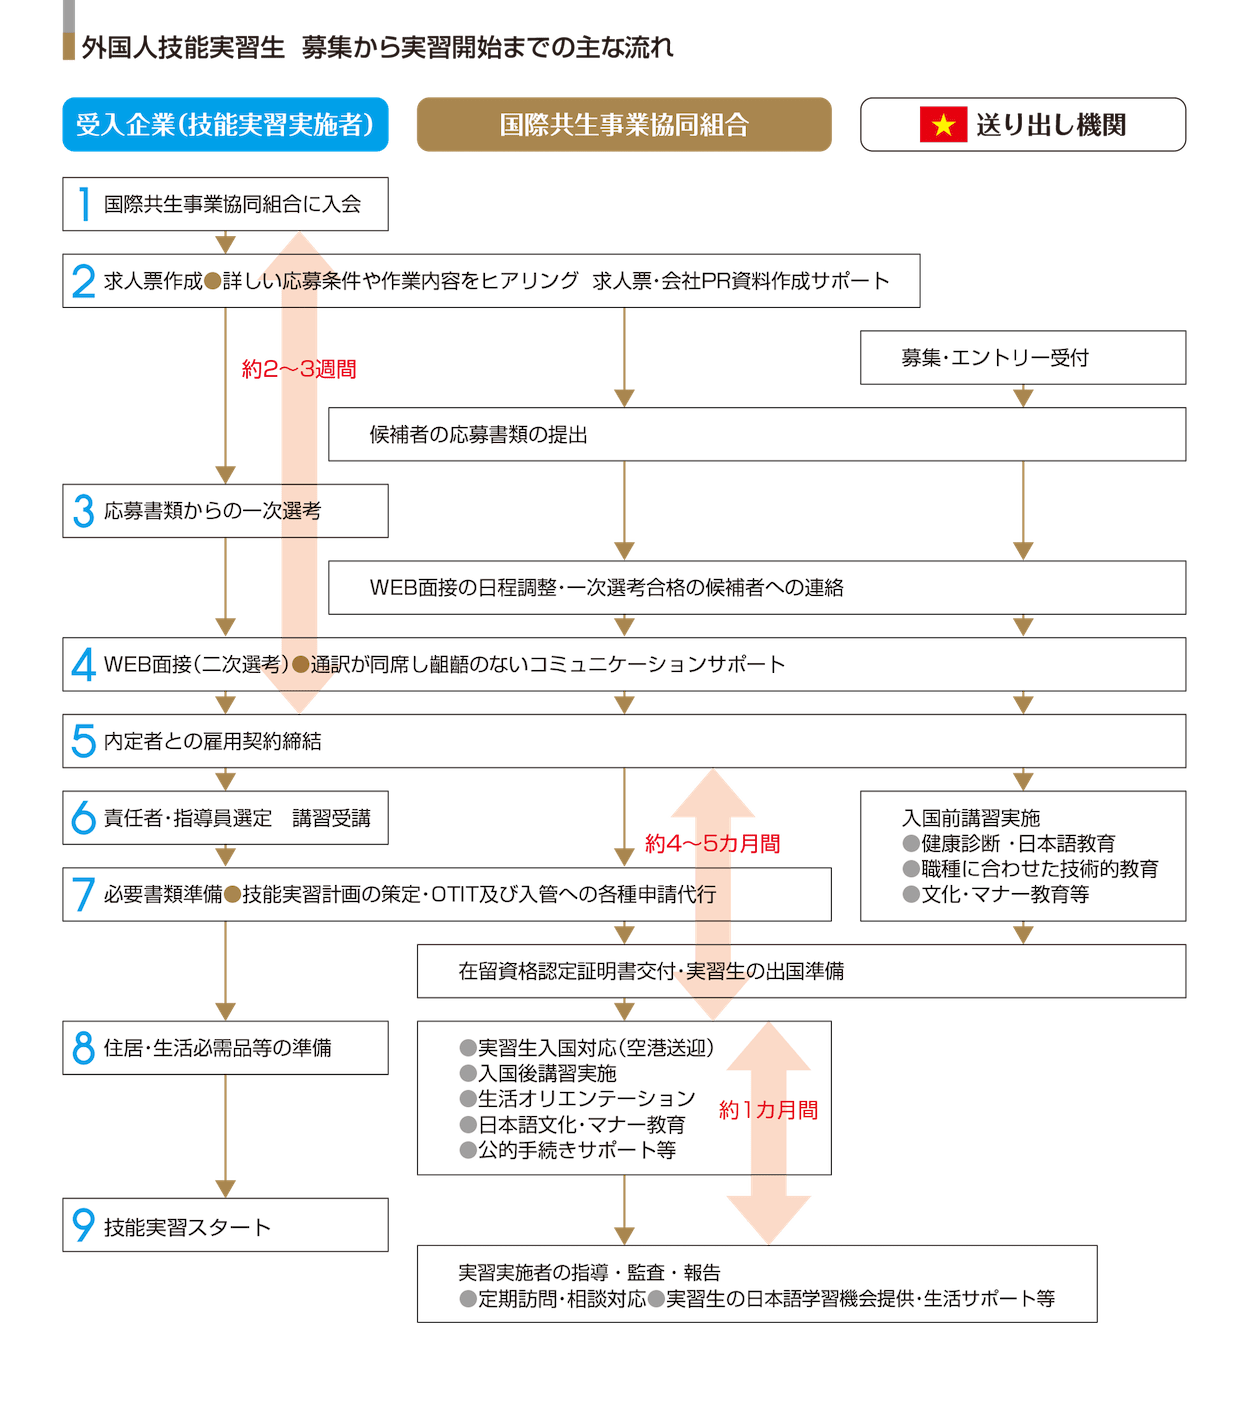 外国人技能実習生 募集から実習開始までの主な流れ
受入企業(技能実習実施者)
国際共生事業協同組合
送り出し機関
1 国際共生事業協同組合に入会
2 求人票作成●詳しい応募条件や作業内容をヒアリング 求人票・会社PR資料作成サポート
約2〜3週間
募集・エントリー受付
候補者の応募書類の提出
3 応募書類からの一次選考
WEB面接の日程調整・一次選考合格の候補者への連絡
4 WEB面接(二次選考)●通訳が同席し齟齬のないコミュニケーションサポート
5 内定者との雇用契約締結
6 責任者・指導員選定 講習受講
約4〜5カ月間
入国前講習実施
●健康診断・日本語教育
●職種に合わせた技術的教育
●文化・マナー教育等
7 必要書類準備●技能実習計画の策定・OTIT及び入管への各種申請代行
在留資格認定証明書交付・実習生の出国準備
8 住居・生活必需品等の準備
●実習生入国対応(空港送迎)
●入国後講習実施
●生活オリエンテーション
●日本語文化・マナー教育
●公的手続きサポート等
約1カ月間
9 技能実習スタート
実習実施者の指導・監査・報告
●定期訪問・相談対応●実習生の日本語学習機会提供・生活サポート等